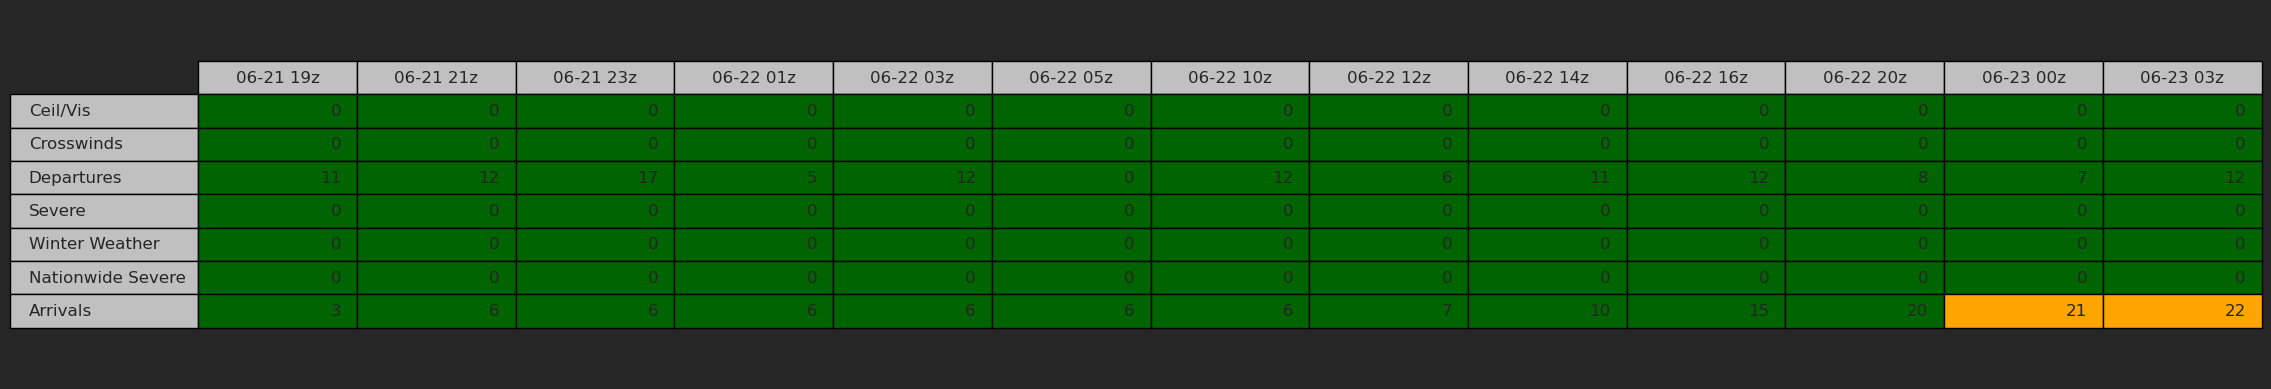 06-21 19z 06-21 21z 06-21 23z 06-22 01z 06-22 03z 06-22 05z 06-22 10z 06-22 12z 06-22 14z 06-22 16z 06-22 20z 06-23 00z 06-23 03z
Ceil/Vis 0 0 0 0 0 0 0 0 0 0 0 0 0
Crosswinds 0 0 0 0 0 0 0 0 0 0 0 0 0
Departures 11 12 17 5 12 0 12 6 11 12 8 7 12
Severe 0 0 0 0 0 0 0 0 0 0 0 0 0
Winter Weather 0 0 0 0 0 0 0 0 0 0 0 0 0
Nationwide Severe 0 0 0 0 0 0 0 0 0 0 0 0 0
Arrivals 3 6 6 6 6 6 6 7 10 15 20 21 22